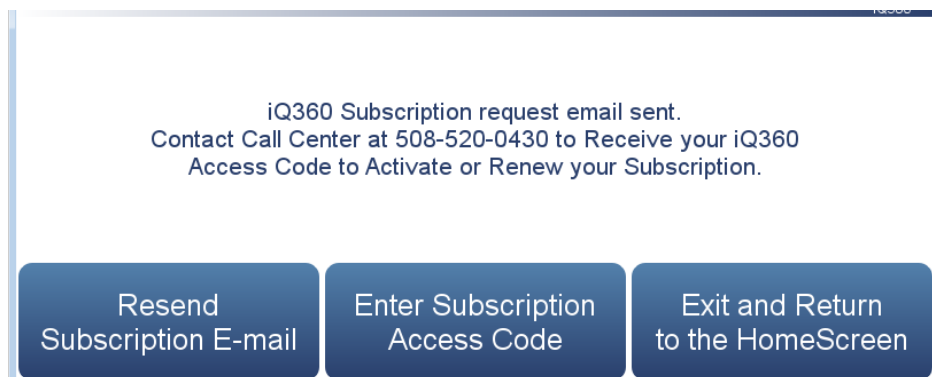 iQ360 Subscription request email sent.
Contact Call Center at 508-520-0430 to Receive your iQ360
Access Code to Activate or Renew your Subscription.
Resend
Subscription E-mail
Enter Subscription
Access Code
Exit and Return
to the HomeScreen